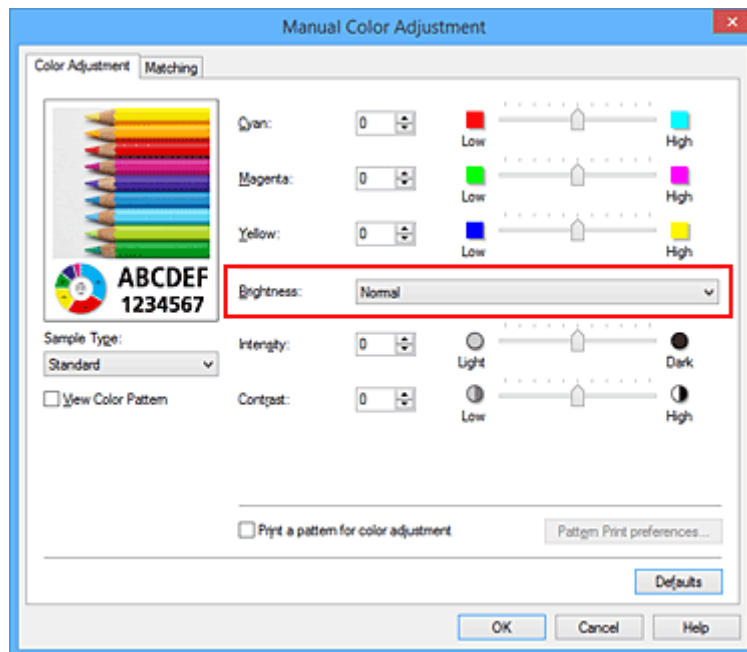 Manual Color Adjustment
Color Adjustment Matching
ABCDEF
1234567
Sample Type:
Standard
View Color Pattern
Cyan: 0 Low High
Magenta: 0 Low High
Yellow: 0 Low High
Brightness: Normal
Intensity: 0 Light Dark
Contrast: 0 Low High
Print a pattern for color adjustment Pattern Print preferences...
Defaults
OK Cancel Help